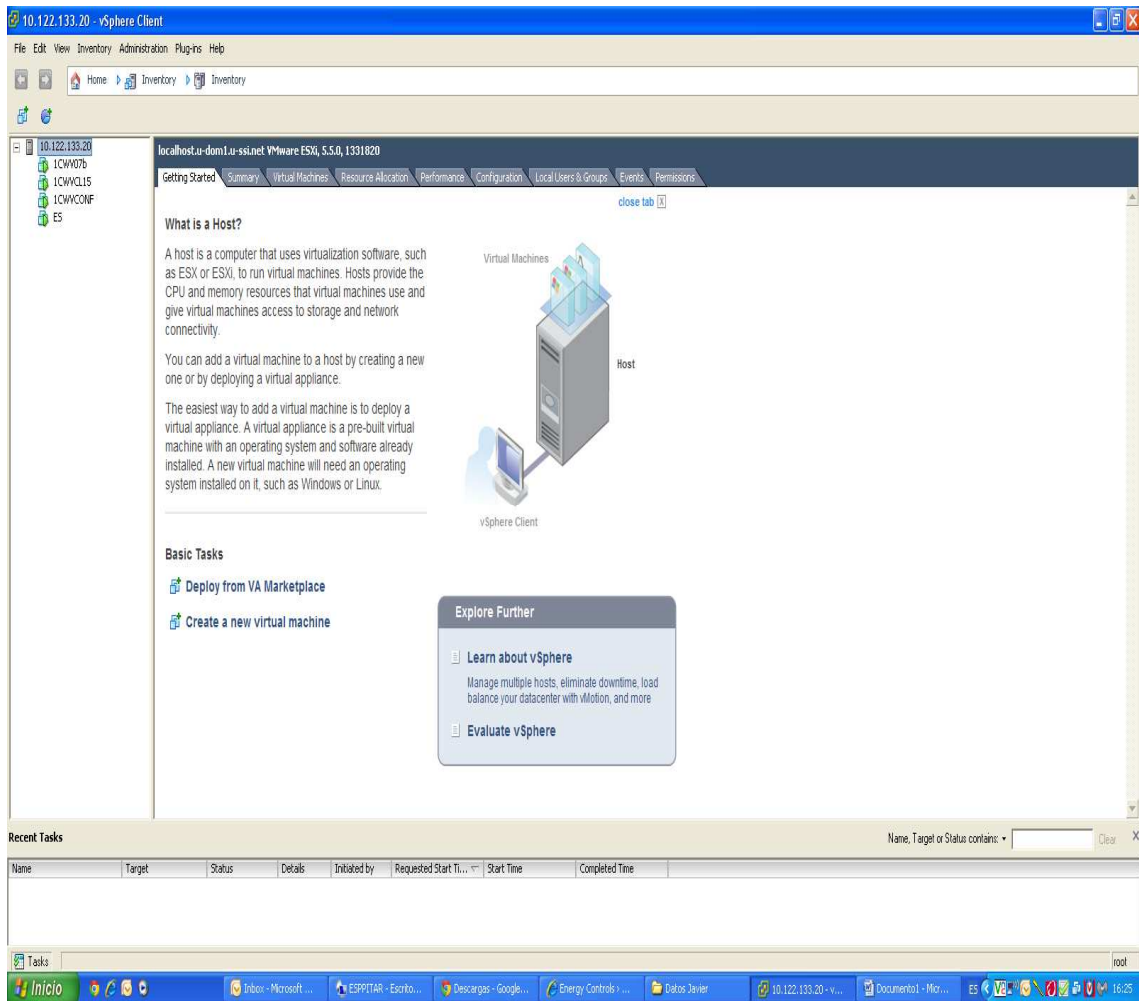 10.122.133.20 - vSphere Client
File Edit View Inventory Administration Plug-ins Help
Home Inventory Inventory
10.122.133.20
1CWV07b
1CWVCL15
1CWVCONF
ES
localhost.u-dom1.u-ssi.net VMware ESXi, 5.5.0, 1331820
Getting Started Summary Virtual Machines Resource Allocation Performance Configuration Local Users & Groups Events Permissions
close tab X
What is a Host?
A host is a computer that uses virtualization software, such
as ESX or ESXi, to run virtual machines. Hosts provide the
CPU and memory resources that virtual machines use and
give virtual machines access to storage and network
connectivity.
You can add a virtual machine to a host by creating a new
one or by deploying a virtual appliance.
The easiest way to add a virtual machine is to deploy a
virtual appliance. A virtual appliance is a pre-built virtual
machine with an operating system and software already
installed. A new virtual machine will need an operating
system installed on it, such as Windows or Linux.
Virtual Machines
Host
vSphere Client
Basic Tasks
Deploy from VA Marketplace
Create a new virtual machine
Explore Further
Learn about vSphere
Manage multiple hosts, eliminate downtime, load
balance your datacenter with vMotion, and more
Evaluate vSphere
Recent Tasks
Name, Target or Status contains:
Clear X
Name Target Status Details Initiated by Requested Start Ti... Start Time Completed Time
Tasks
root
Inicio
Inbox - Microsoft ...
ESPPITAR - Escrito...
Descargas - Google...
Energy Controls > ...
Datos Javier
10.122.133.20 - v...
Documento1 - Micr...
ES
16:25